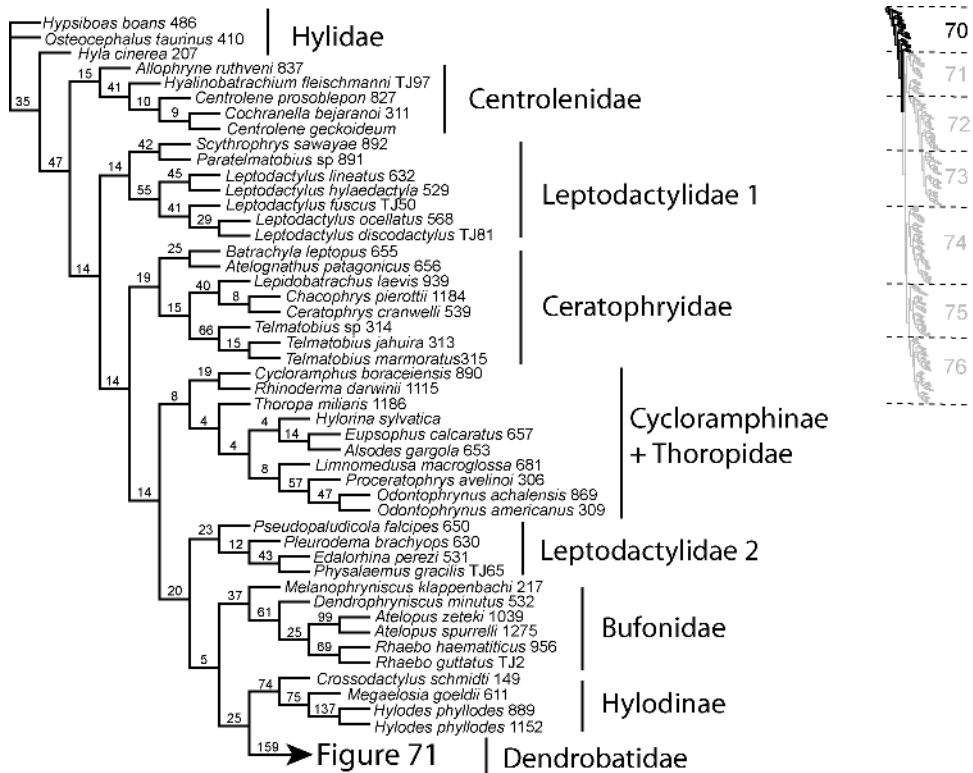 Hypsiboas boans 486
Osteocephalus taurinus 410
Hylidae
Hyla cinerea 207
35
15
Allophryne ruthveni 837
41
Hyalinobatrachium fleischmanni TJ97
10
Centrolene prosoblepon 827
9
Cochranella bejaranoi 311
Centrolene geckoideum
Centrolenidae
47
42
Scythrophrys sawayae 892
Paratelmatobius sp 891
14
55
45
Leptodactylus lineatus 632
Leptodactylus hylaedactyla 529
41
Leptodactylus fuscus TJ50
29
Leptodactylus ocellatus 568
Leptodactylus discodactylus TJ81
Leptodactylidae 1
14
25
Batrachyla leptopus 655
Atelognathus patagonicus 656
19
40
Lepidobatrachus laevis 939
8
Chacophrys pierottii 1184
Ceratophrys cranwelli 539
15
66
Telmatobius sp 314
15
Telmatobius jahuira 313
Telmatobius marmoratus315
Ceratophryidae
14
19
Cycloramphus boraceiensis 890
Rhinoderma darwinii 1115
8
4
Thoropa miliaris 1186
4
4
Hylorina sylvatica
14
Eupsophus calcaratus 657
Alsodes gargola 653
8
Limnomedusa macroglossa 681
57
Proceratophrys avelinoi 306
47
Odontophrynus achalensis 869
Odontophrynus americanus 309
Cycloramphinae
+ Thoropidae
14
23
Pseudopaludicola falcipes 650
12
Pleurodema brachyops 630
43
Edalorhina perezi 531
Physalaemus gracilis TJ65
Leptodactylidae 2
20
37
Melanophryniscus klappenbachi 217
61
Dendrophryniscus minutus 532
99
Atelopus zeteki 1039
Atelopus spurrelli 1275
25
69
Rhaebo haematiticus 956
Rhaebo guttatus TJ2
Bufonidae
5
74
Crossodactylus schmidti 149
75
Megaelosia goeldii 611
137
Hylodes phyllodes 889
Hylodes phyllodes 1152
Hylodinae
25
159
Figure 71
Dendrobatidae
70
71
72
73
74
75
76